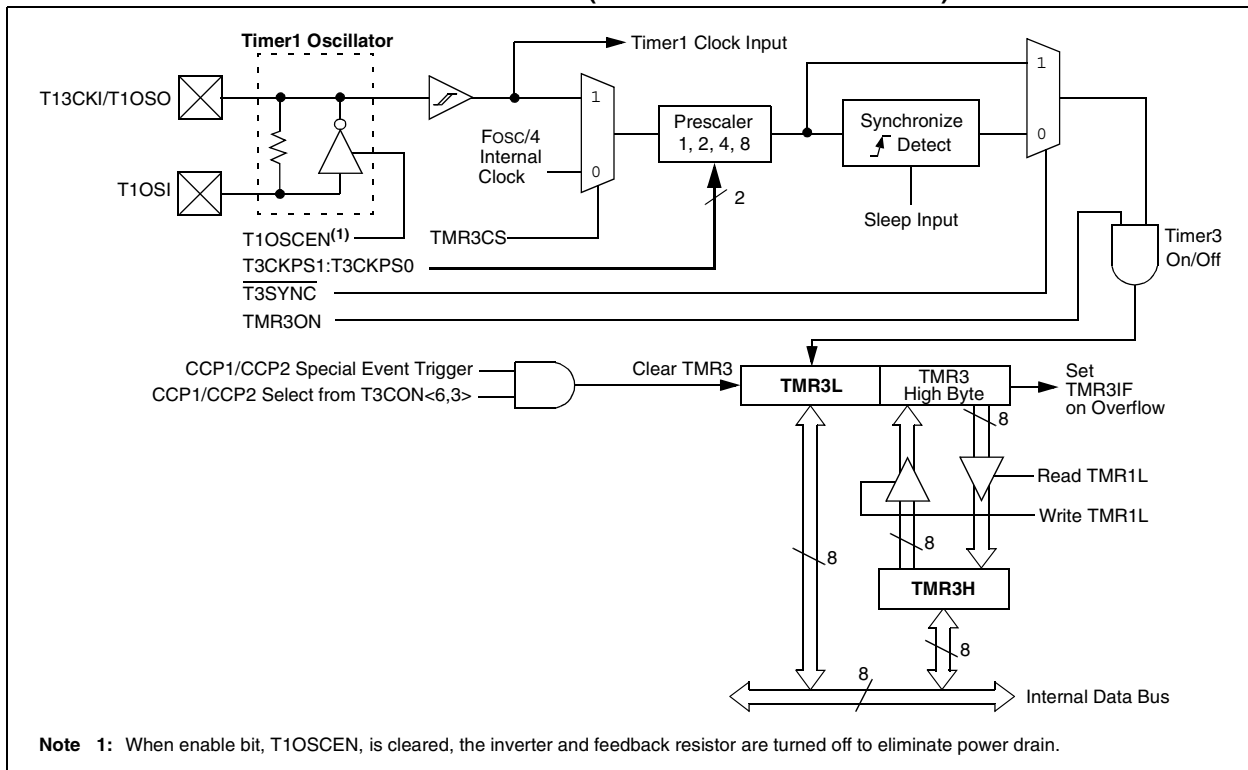 Timer1 Oscillator
Timer1 Clock Input
T13CKI/T1OSO
1
FOSC/4
Internal
Clock
0
Prescaler
1, 2, 4, 8
Synchronize
Detect
1
0
T1OSI
2
Sleep Input
T1OSCEN(1)
TMR3CS
T3CKPS1:T3CKPS0
T3SYNC
TMR3ON
Timer3
On/Off
CCP1/CCP2 Special Event Trigger
CCP1/CCP2 Select from T3CON<6,3>
Clear TMR3
TMR3L
TMR3
High Byte
Set
TMR3IF
on Overflow
8
Read TMR1L
Write TMR1L
8
8
TMR3H
8
8
Internal Data Bus
Note 1: When enable bit, T1OSCEN, is cleared, the inverter and feedback resistor are turned off to eliminate power drain.